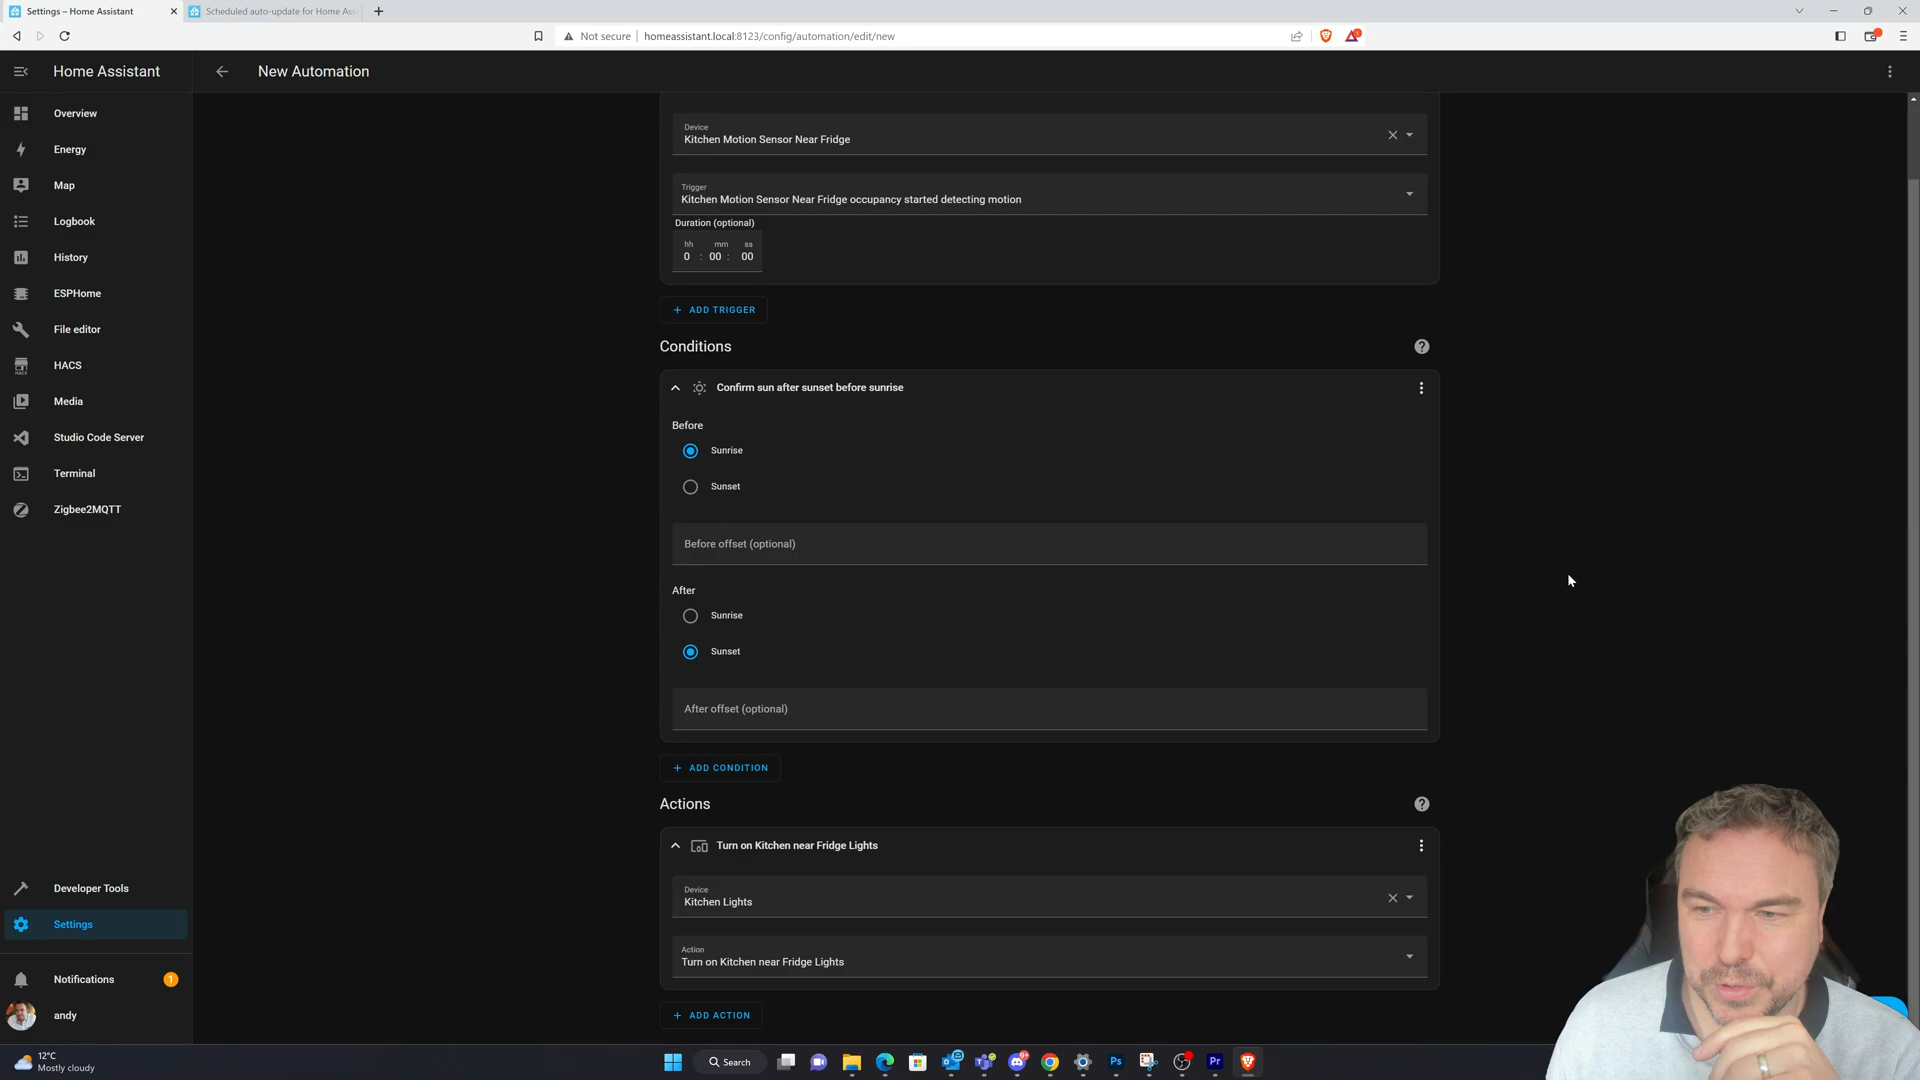 Settings – Home Assistant
Scheduled auto-update for Home Ass
Not secure
homeassistant.local:8123/config/automation/edit/new
Home Assistant
New Automation
Overview
Energy
Map
Logbook
History
ESPHome
File editor
HACS
Media
Studio Code Server
Terminal
Zigbee2MQTT
Developer Tools
Settings
Notifications
1
andy
Device
Kitchen Motion Sensor Near Fridge
Trigger
Kitchen Motion Sensor Near Fridge occupancy started detecting motion
Duration (optional)
hh mm ss
0 : 00 : 00
+ ADD TRIGGER
Conditions
Confirm sun after sunset before sunrise
Before
Sunrise
Sunset
Before offset (optional)
After
Sunrise
Sunset
After offset (optional)
+ ADD CONDITION
Actions
Turn on Kitchen near Fridge Lights
Device
Kitchen Lights
Action
Turn on Kitchen near Fridge Lights
+ ADD ACTION
12°C
Mostly cloudy
Search
Ps
Pr